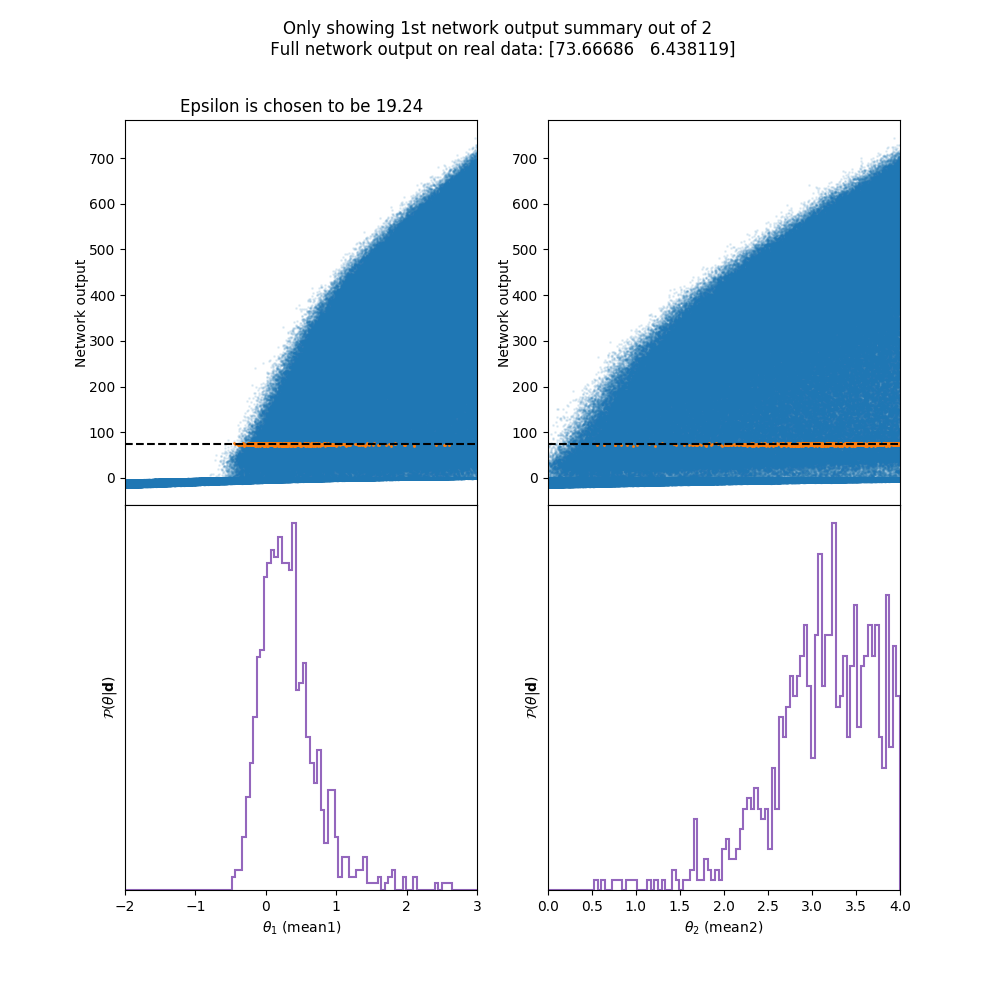 Only showing 1st network output summary out of 2
Full network output on real data: [73.66686 6.438119]
Epsilon is chosen to be 19.24
Network output
700
600
500
400
300
200
100
0
Network output
700
600
500
400
300
200
100
0
𝒫(θ|𝐝)
−2 −1 0 1 2 3
θ₁ (mean1)
𝒫(θ|𝐝)
0.0 0.5 1.0 1.5 2.0 2.5 3.0 3.5 4.0
θ₂ (mean2)